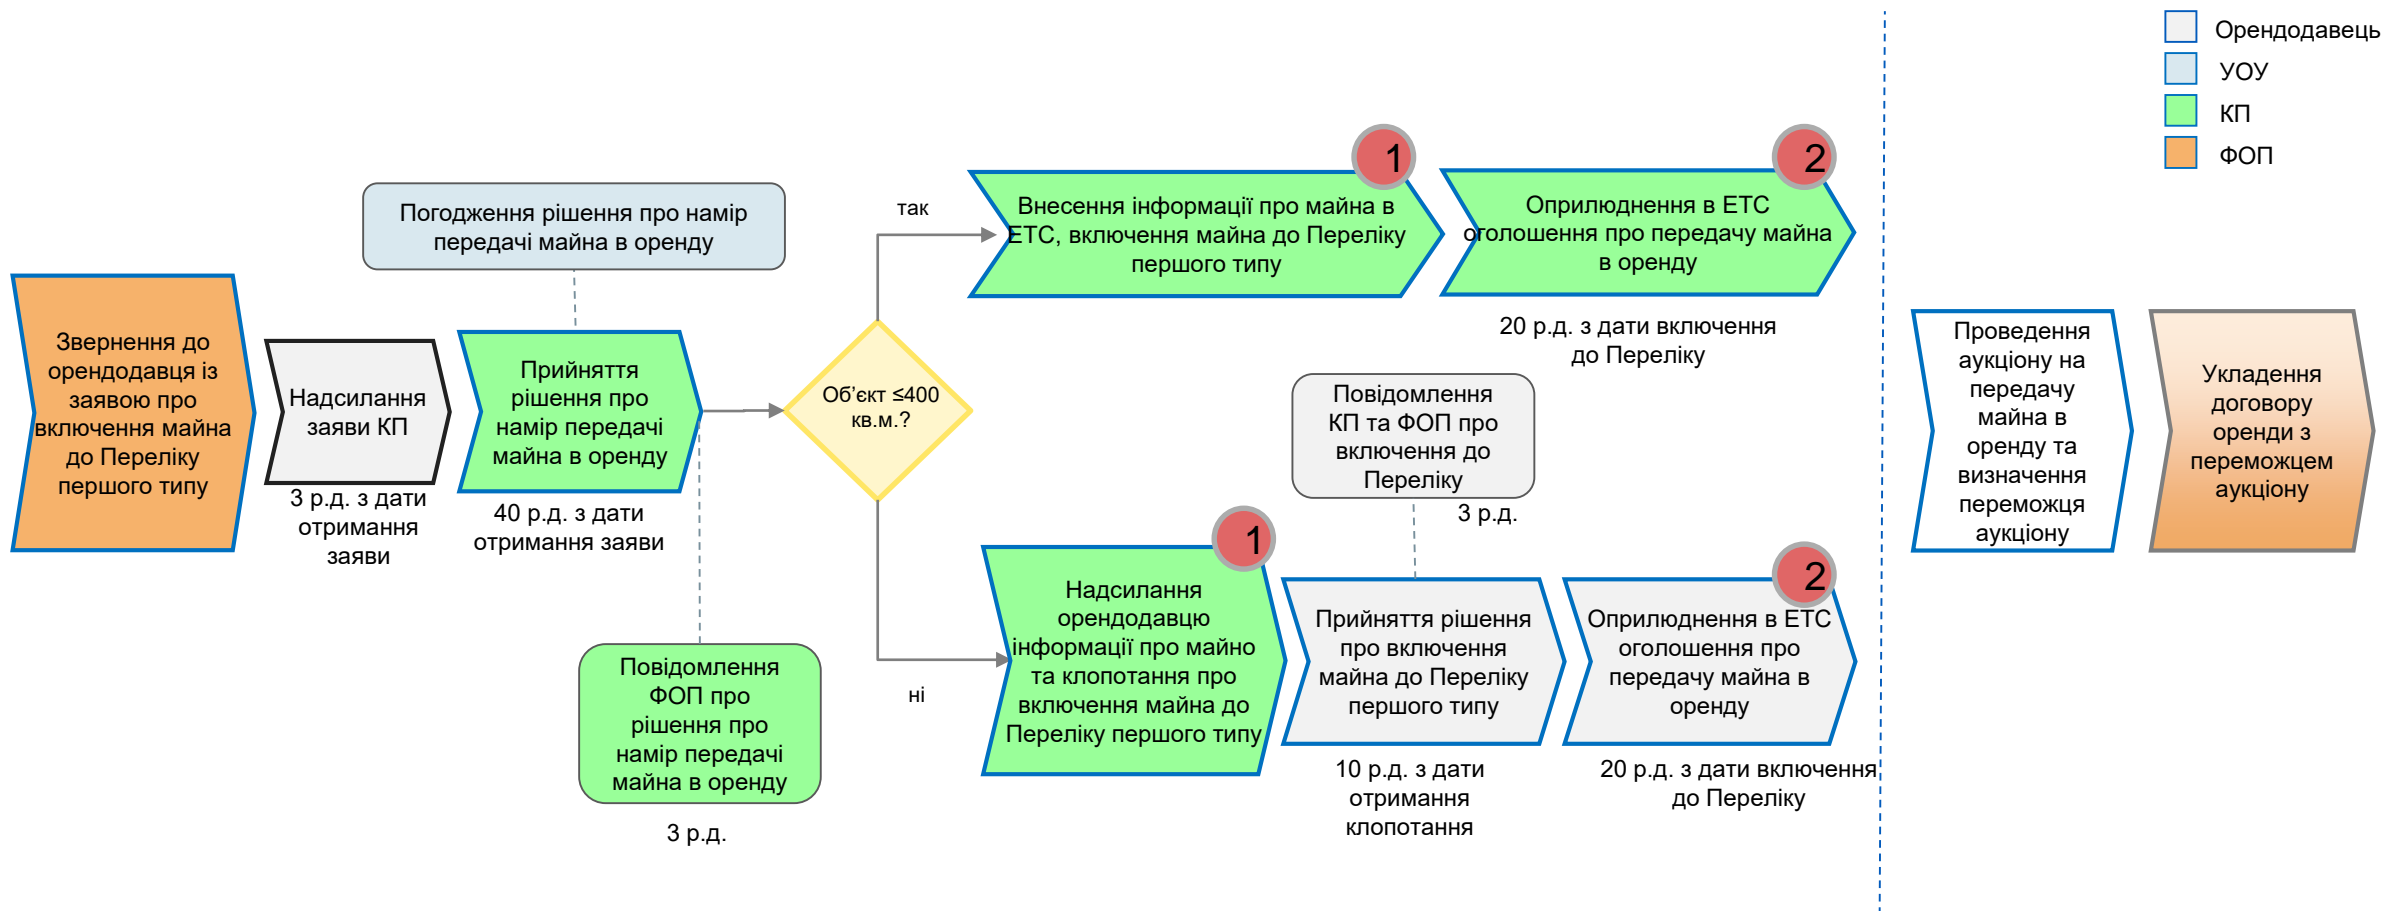 Орендодавець
УОУ
КП
ФОП
Звернення до
орендодавця із
заявою про
включення майна
до Переліку
першого типу
Надсилання
заяви КП
3 р.д. з дати
отримання
заяви
Погодження рішення про намір
передачі майна в оренду
Прийняття
рішення про
намір передачі
майна в оренду
40 р.д. з дати
отримання заяви
Повідомлення
ФОП про
рішення про
намір передачі
майна в оренду
3 р.д.
Об’єкт ≤400
кв.м.?
так
1
Внесення інформації про майна в
ЕТС, включення майна до Переліку
першого типу
2
Оприлюднення в ЕТС
оголошення про передачу майна
в оренду
20 р.д. з дати включення
до Переліку
ні
1
Надсилання
орендодавцю
інформації про майно
та клопотання про
включення майна до
Переліку першого типу
Повідомлення
КП та ФОП про
включення до
Переліку
3 р.д.
Прийняття рішення
про включення
майна до Переліку
першого типу
10 р.д. з дати
отримання
клопотання
2
Оприлюднення в ЕТС
оголошення про
передачу майна в
оренду
20 р.д. з дати включення
до Переліку
Проведення
аукціону на
передачу
майна в
оренду та
визначення
переможця
аукціону
Укладення
договору
оренди з
переможцем
аукціону